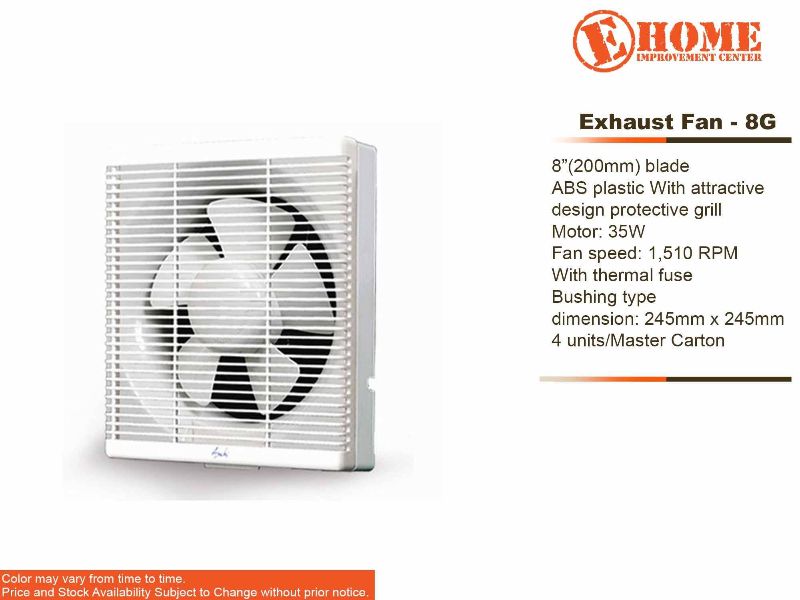 E HOME
IMPROVEMENT CENTER
Exhaust Fan - 8G
8”(200mm) blade
ABS plastic With attractive
design protective grill
Motor: 35W
Fan speed: 1,510 RPM
With thermal fuse
Bushing type
dimension: 245mm x 245mm
4 units/Master Carton
Color may vary from time to time.
Price and Stock Availability Subject to Change without prior notice.